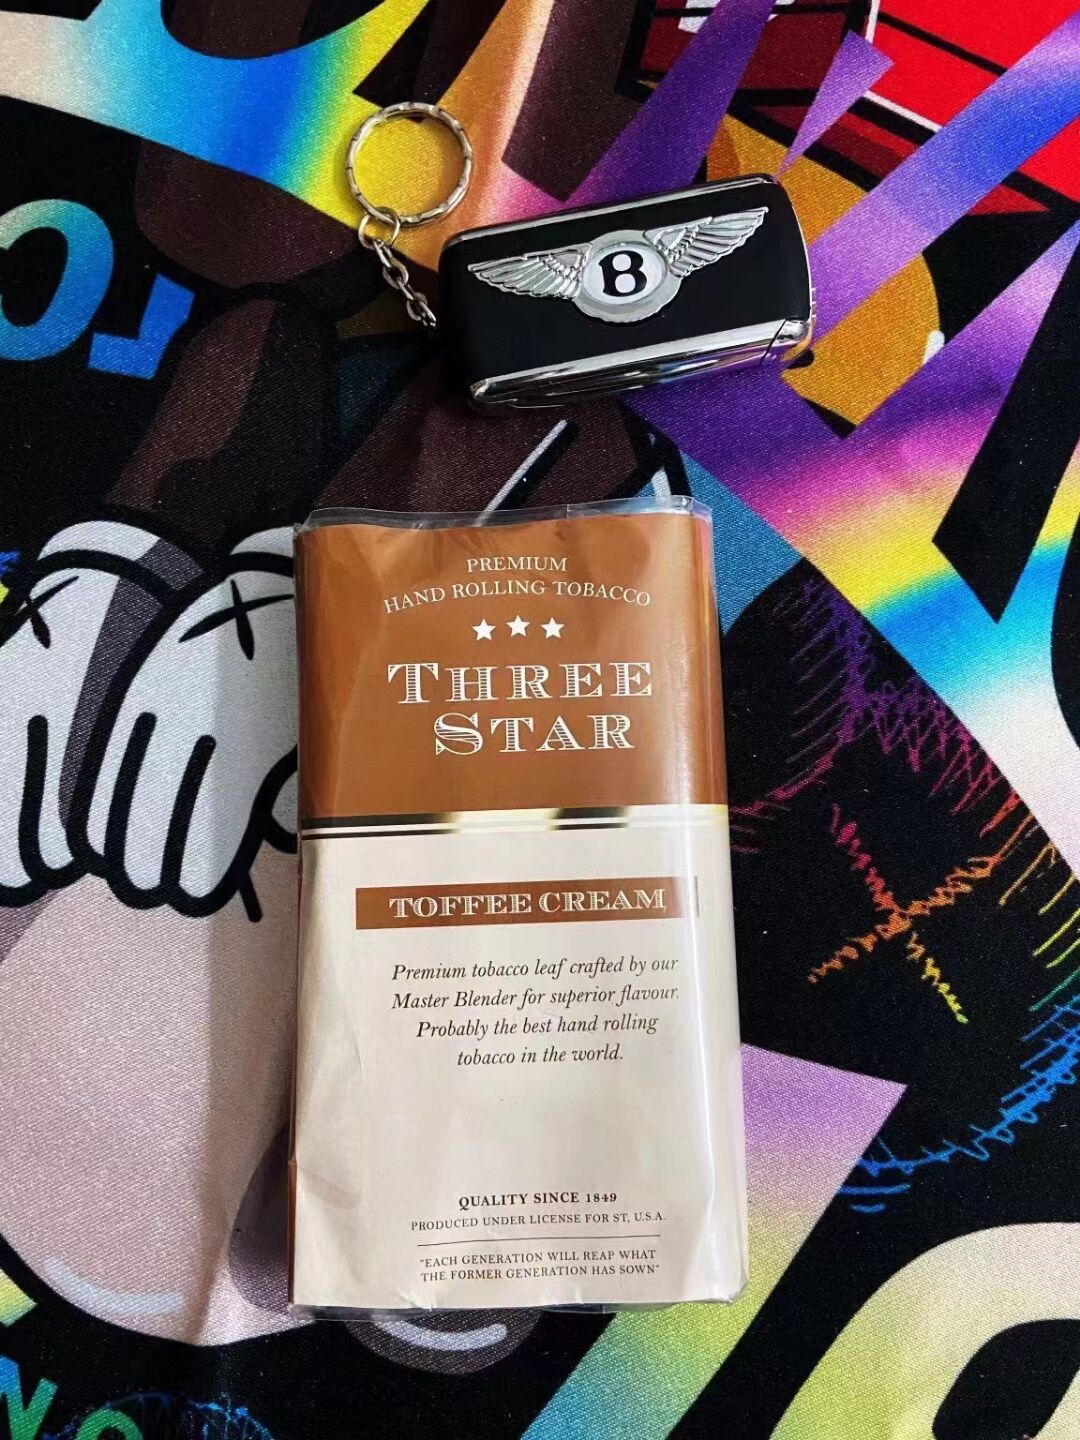 B
PREMIUM
HAND ROLLING TOBACCO
THREE
STAR
TOFFEE CREAM
Premium tobacco leaf crafted by our
Master Blender for superior flavour.
Probably the best hand rolling
tobacco in the world.
QUALITY SINCE 1849
PRODUCED UNDER LICENSE FOR ST, U.S.A.
"EACH GENERATION WILL REAP WHAT
THE FORMER GENERATION HAS SOWN"